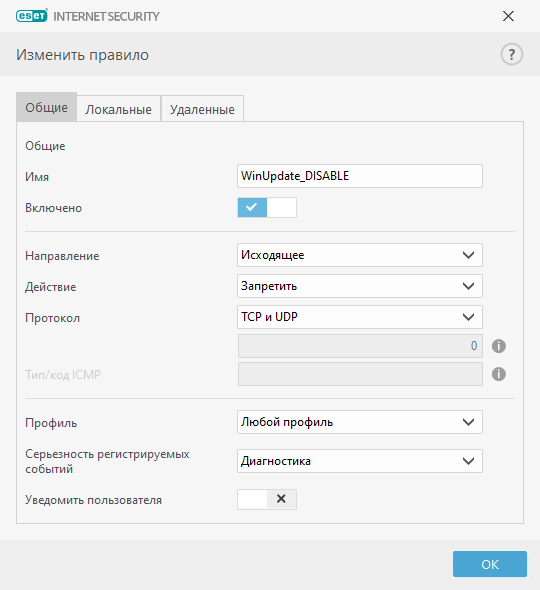 eset INTERNET SECURITY
Изменить правило
?
Общие Локальные Удаленные
Общие
Имя WinUpdate_DISABLE
Включено
Направление Исходящее
Действие Запретить
Протокол TCP и UDP
0
Тип/код ICMP
Профиль Любой профиль
Серьезность регистрируемых
событий Диагностика
Уведомить пользователя
OK